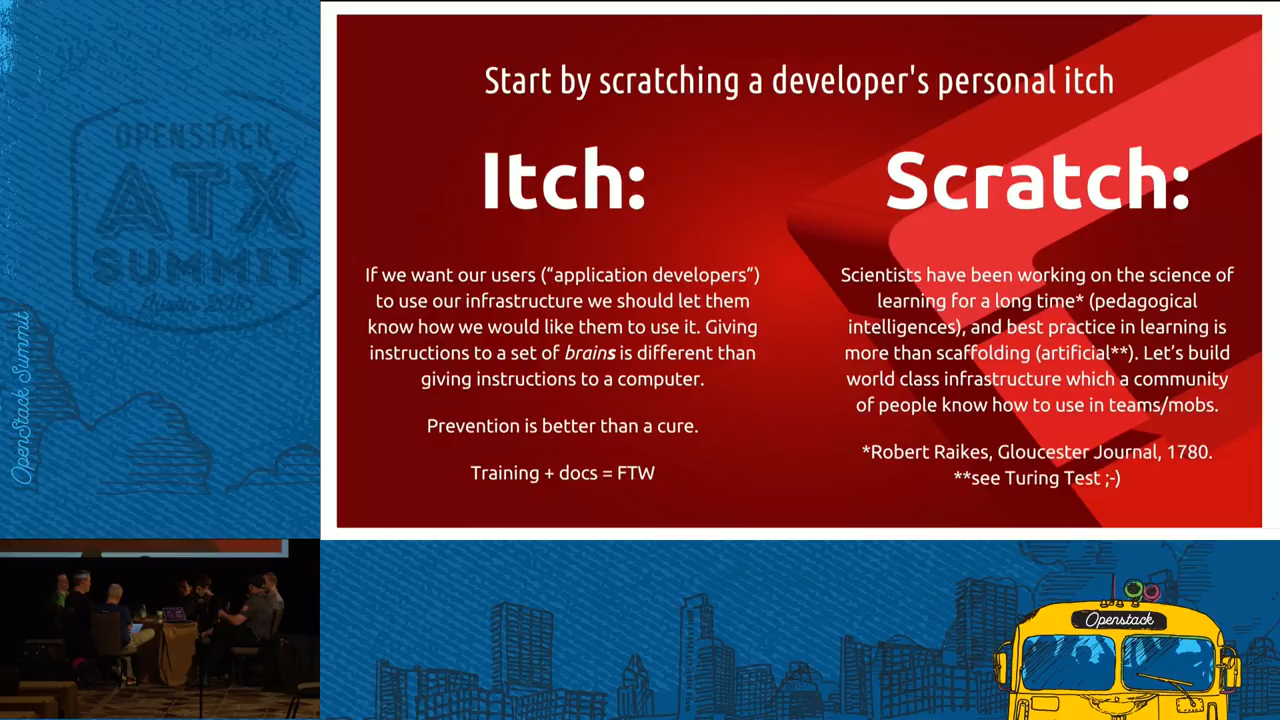 OPENSTACK
ATX
SUMMIT
OpenStack Summit
Start by scratching a developer's personal itch
Itch:
If we want our users (“application developers”)
to use our infrastructure we should let them
know how we would like them to use it. Giving
instructions to a set of brains is different than
giving instructions to a computer.
Prevention is better than a cure.
Training + docs = FTW
Scratch:
Scientists have been working on the science of
learning for a long time* (pedagogical
intelligences), and best practice in learning is
more than scaffolding (artificial**). Let’s build
world class infrastructure which a community
of people know how to use in teams/mobs.
*Robert Raikes, Gloucester Journal, 1780.
**see Turing Test ;-)
Openstack